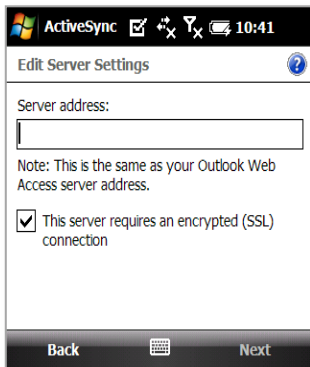 ActiveSync 10:41
Edit Server Settings
Server address:
Note: This is the same as your Outlook Web
Access server address.
This server requires an encrypted (SSL)
connection
Back Next